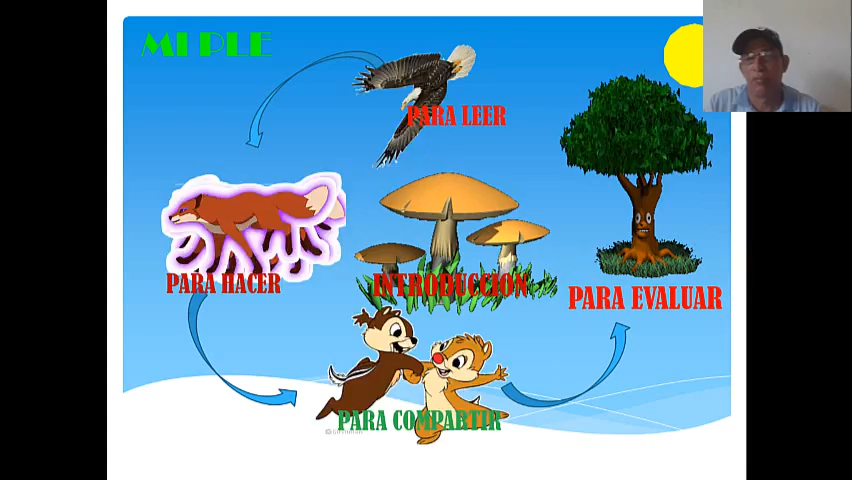 MI PLE
PARA LEER
PARA HACER
INTRODUCCION
PARA EVALUAR
PARA COMPARTIR